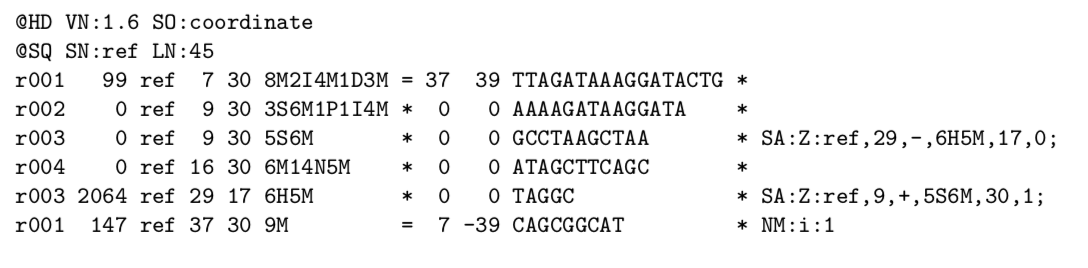 @HD VN:1.6 SO:coordinate
@SQ SN:ref LN:45
r001 99 ref 7 30 8M2I4M1D3M = 37 39 TTAGATAAAGGATACTG *
r002 0 ref 9 30 3S6M1P1I4M * 0 0 AAAAGATAAGGATA *
r003 0 ref 9 30 5S6M * 0 0 GCCTAAGCTAA * SA:Z:ref,29,-,6H5M,17,0;
r004 0 ref 16 30 6M14N5M * 0 0 ATAGCTTCAGC *
r003 2064 ref 29 17 6H5M * 0 0 TAGGC * SA:Z:ref,9,+,5S6M,30,1;
r001 147 ref 37 30 9M = 7 -39 CAGCGGCAT * NM:i:1